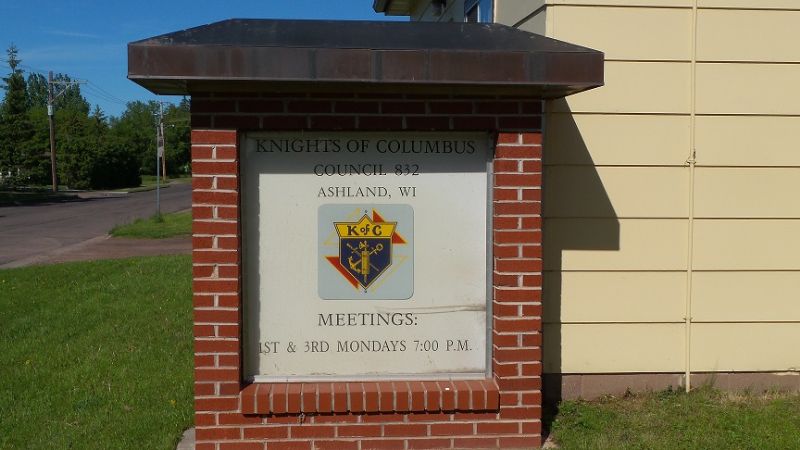 KNIGHTS OF COLUMBUS
COUNCIL 832
ASHLAND, WI
K of C
MEETINGS:
1ST & 3RD MONDAYS 7:00 P.M.